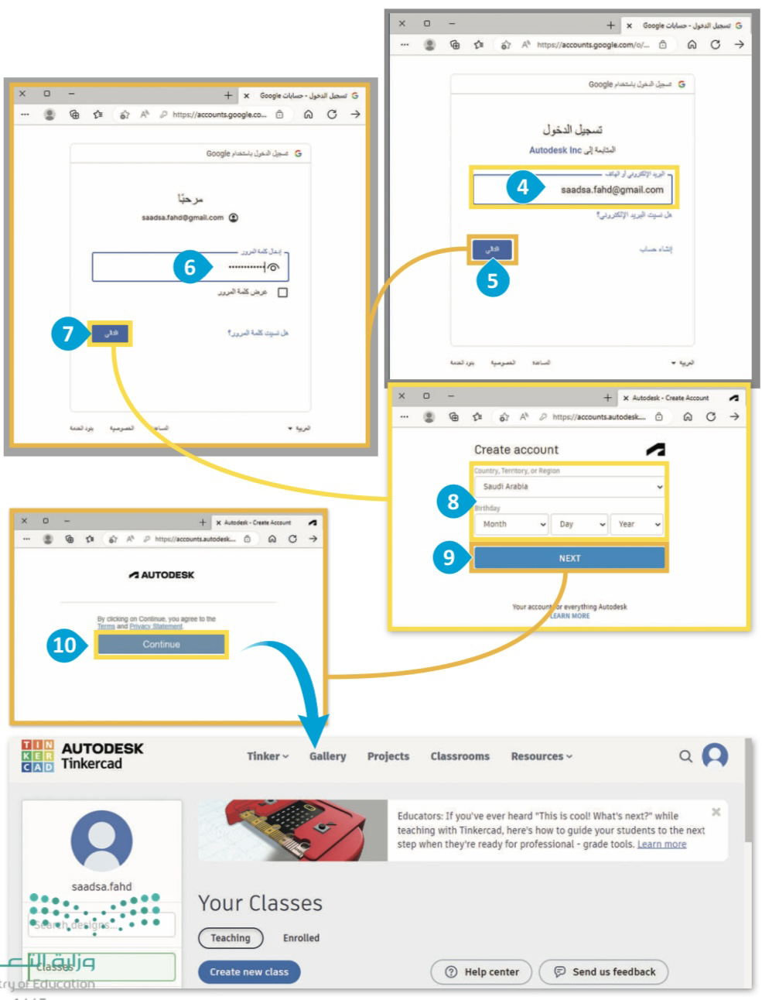 تسجيل الدخول - حسابات Google
https://accounts.google.com/o/...
تسجيل الدخول باستخدام Google
تسجيل الدخول
المتابعة إلى Autodesk Inc
البريد الإلكتروني أو الهاتف
saadsa.fahd@gmail.com
4
هل نسيت البريد الإلكتروني؟
إنشاء حساب
التالي
5
العربية
المساعدة الخصوصية بنود الخدمة
تسجيل الدخول - حسابات Google
https://accounts.google.co...
تسجيل الدخول باستخدام Google
مرحبًا
saadsa.fahd@gmail.com
إدخال كلمة المرور
6
عرض كلمة المرور
هل نسيت كلمة المرور؟
التالي
7
العربية
الخصوصية بنود الخدمة
Autodesk - Create Account
https://accounts.autodesk....
Create account
Country, Territory, or Region
Saudi Arabia
8
Birthday
Month Day Year
9
NEXT
Your account for everything Autodesk
LEARN MORE
Autodesk - Create Account
https://accounts.autodesk...
AUTODESK
By clicking on Continue, you agree to the
Terms and Privacy Statement
10
Continue
TIN
KER
CAD
AUTODESK
Tinkercad
Tinker Gallery Projects Classrooms Resources
Educators: If you've ever heard "This is cool! What's next?" while
teaching with Tinkercad, here's how to guide your students to the next
step when they're ready for professional - grade tools. Learn more
saadsa.fahd
Search designs...
Classes
Your Classes
Teaching Enrolled
Create new class
Help center
Send us feedback
وزارة التع
try of Education